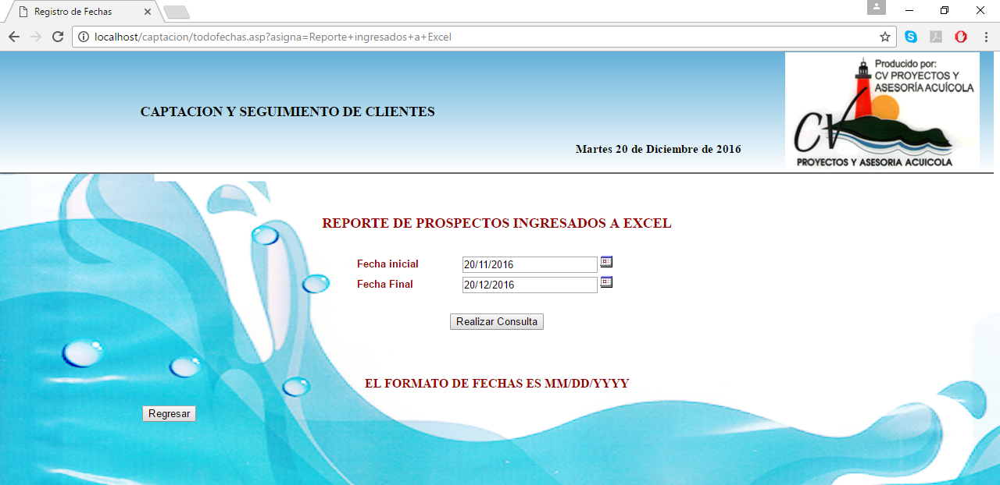 Registro de Fechas
localhost/captacion/todofechas.asp?asigna=Reporte+ingresados+a+Excel
Producido por:
CV PROYECTOS Y
ASESORÍA ACUÍCOLA
CAPTACION Y SEGUIMIENTO DE CLIENTES
Martes 20 de Diciembre de 2016
CV
PROYECTOS Y ASESORIA ACUICOLA
REPORTE DE PROSPECTOS INGRESADOS A EXCEL
Fecha inicial 20/11/2016
Fecha Final 20/12/2016
Realizar Consulta
EL FORMATO DE FECHAS ES MM/DD/YYYY
Regresar